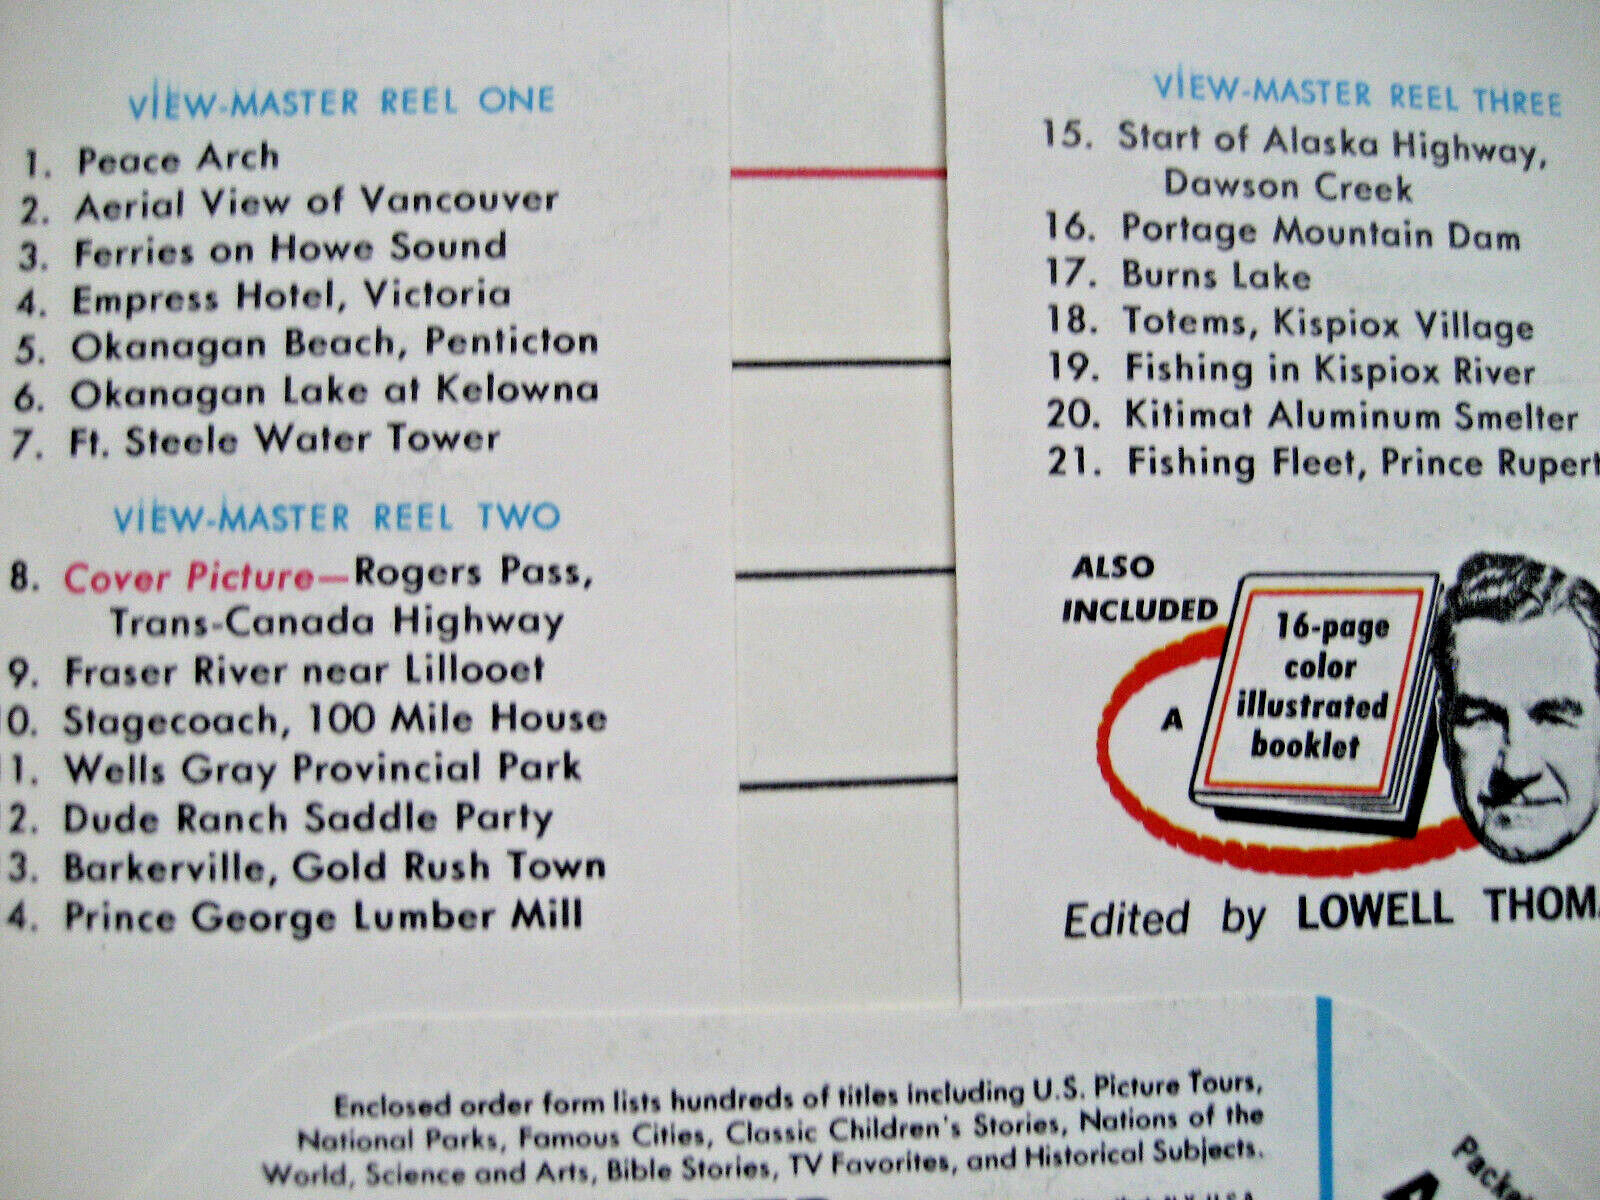 VIEW-MASTER REEL ONE
1. Peace Arch
2. Aerial View of Vancouver
3. Ferries on Howe Sound
4. Empress Hotel, Victoria
5. Okanagan Beach, Penticton
6. Okanagan Lake at Kelowna
7. Ft. Steele Water Tower
VIEW-MASTER REEL TWO
8. Cover Picture—Rogers Pass,
Trans-Canada Highway
9. Fraser River near Lillooet
0. Stagecoach, 100 Mile House
1. Wells Gray Provincial Park
2. Dude Ranch Saddle Party
3. Barkerville, Gold Rush Town
4. Prince George Lumber Mill
VIEW-MASTER REEL THREE
15. Start of Alaska Highway,
Dawson Creek
16. Portage Mountain Dam
17. Burns Lake
18. Totems, Kispiox Village
19. Fishing in Kispiox River
20. Kitimat Aluminum Smelter
21. Fishing Fleet, Prince Rupert
ALSO
INCLUDED
A
16-page
color
illustrated
booklet
Edited by LOWELL THOM
Enclosed order form lists hundreds of titles including U.S. Picture Tours,
National Parks, Famous Cities, Classic Children's Stories, Nations of the
World, Science and Arts, Bible Stories, TV Favorites, and Historical Subjects.
Packe